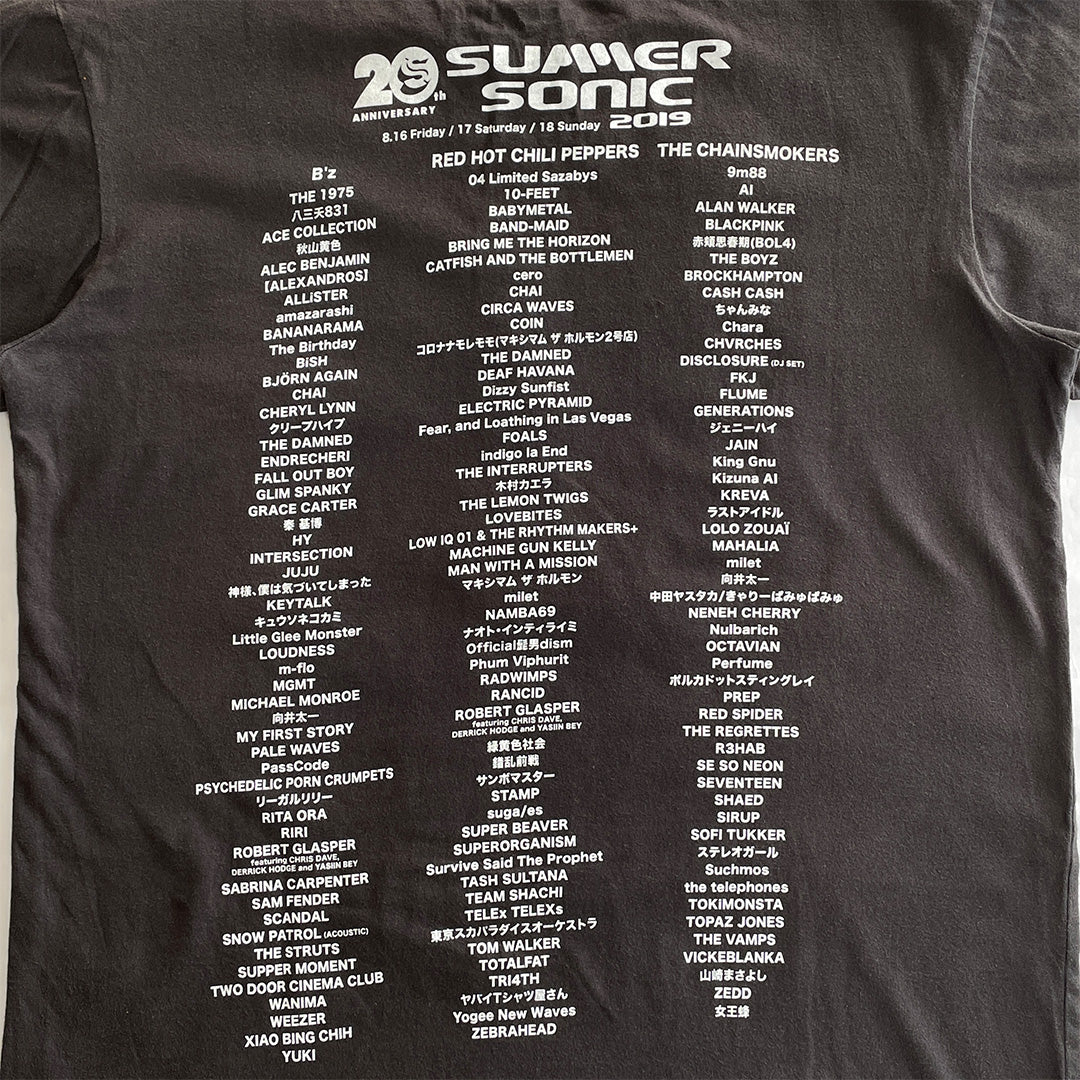 20th
ANNIVERSARY
SUMMER
SONIC
2019
8.16 Friday / 17 Saturday / 18 Sunday
B'z
THE 1975
八三夭831
ACE COLLECTION
秋山黄色
ALEC BENJAMIN
[ALEXANDROS]
ALLiSTER
amazarashi
BANANARAMA
The Birthday
BiSH
BJÖRN AGAIN
CHAI
CHERYL LYNN
クリープハイプ
THE DAMNED
ENDRECHERI
FALL OUT BOY
GLIM SPANKY
GRACE CARTER
秦 基博
HY
INTERSECTION
JUJU
神様、僕は気づいてしまった
KEYTALK
キュウソネコカミ
Little Glee Monster
LOUDNESS
m-flo
MGMT
MICHAEL MONROE
向井太一
MY FIRST STORY
PALE WAVES
PassCode
PSYCHEDELIC PORN CRUMPETS
リーガルリリー
RITA ORA
RIRI
ROBERT GLASPER
featuring CHRIS DAVE,
DERRICK HODGE and YASIIN BEY
SABRINA CARPENTER
SAM FENDER
SCANDAL
SNOW PATROL (ACOUSTIC)
THE STRUTS
SUPPER MOMENT
TWO DOOR CINEMA CLUB
WANIMA
WEEZER
XIAO BING CHIH
YUKI
RED HOT CHILI PEPPERS
04 Limited Sazabys
10-FEET
BABYMETAL
BAND-MAID
BRING ME THE HORIZON
CATFISH AND THE BOTTLEMEN
cero
CHAI
CIRCA WAVES
COIN
コロナナモレモモ(マキシマム ザ ホルモン2号店)
THE DAMNED
DEAF HAVANA
Dizzy Sunfist
ELECTRIC PYRAMID
Fear, and Loathing in Las Vegas
FOALS
indigo la End
THE INTERRUPTERS
木村カエラ
THE LEMON TWIGS
LOVEBITES
LOW IQ 01 & THE RHYTHM MAKERS+
MACHINE GUN KELLY
MAN WITH A MISSION
マキシマム ザ ホルモン
milet
NAMBA69
ナオト・インティライミ
Official髭男dism
Phum Viphurit
RADWIMPS
RANCID
ROBERT GLASPER
featuring CHRIS DAVE,
DERRICK HODGE and YASIIN BEY
緑黄色社会
錯乱前戦
サンボマスター
STAMP
suga/es
SUPER BEAVER
SUPERORGANISM
Survive Said The Prophet
TASH SULTANA
TEAM SHACHI
TELEx TELEXs
東京スカパラダイスオーケストラ
TOM WALKER
TOTALFAT
TRI4TH
ヤバイTシャツ屋さん
Yogee New Waves
ZEBRAHEAD
THE CHAINSMOKERS
9m88
AI
ALAN WALKER
BLACKPINK
赤頬思春期(BOL4)
THE BOYZ
BROCKHAMPTON
CASH CASH
ちゃんみな
Chara
CHVRCHES
DISCLOSURE (DJ SET)
FKJ
FLUME
GENERATIONS
ジェニーハイ
JAIN
King Gnu
Kizuna AI
KREVA
ラストアイドル
LOLO ZOUAÏ
MAHALIA
milet
向井太一
中田ヤスタカ/きゃりーぱみゅぱみゅ
NENEH CHERRY
Nulbarich
OCTAVIAN
Perfume
ポルカドットスティングレイ
PREP
RED SPIDER
THE REGRETTES
R3HAB
SE SO NEON
SEVENTEEN
SHAED
SIRUP
SOFI TUKKER
ステレオガール
Suchmos
the telephones
TOKIMONSTA
TOPAZ JONES
THE VAMPS
VICKEBLANKA
山崎まさよし
ZEDD
女王蜂